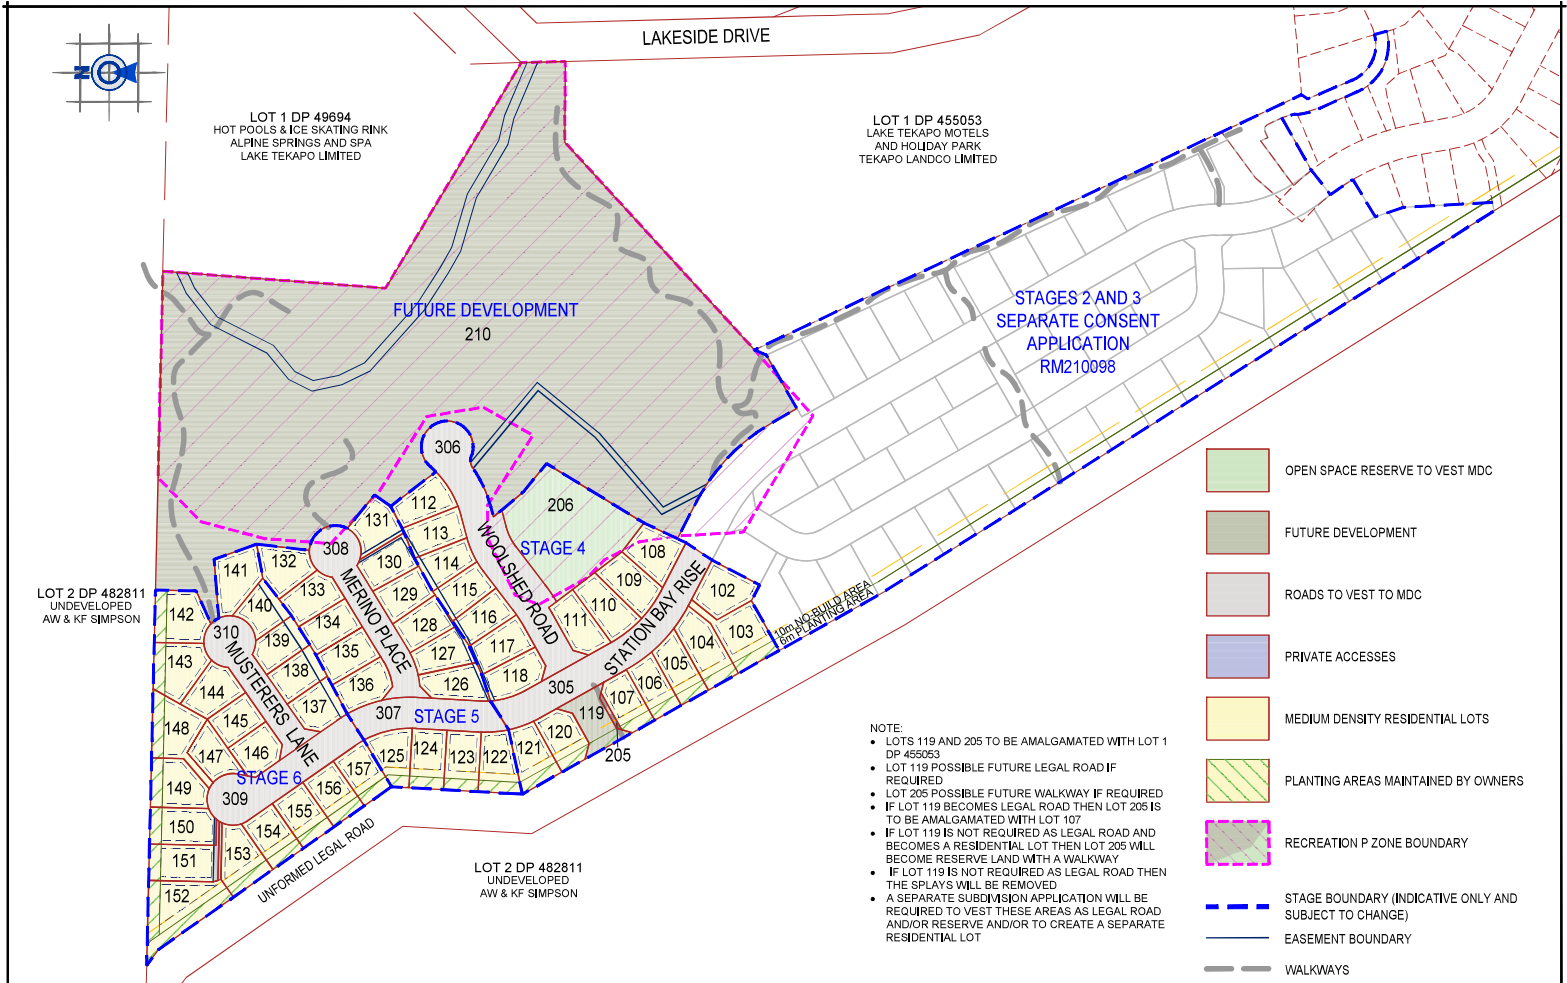 LAKESIDE DRIVE
N
LOT 1 DP 49694
HOT POOLS & ICE SKATING RINK
ALPINE SPRINGS AND SPA
LAKE TEKAPO LIMITED
LOT 1 DP 455053
LAKE TEKAPO MOTELS
AND HOLIDAY PARK
TEKAPO LANDCO LIMITED
FUTURE DEVELOPMENT
210
STAGES 2 AND 3
SEPARATE CONSENT
APPLICATION
RM210098
306
206
STAGE 4
WOOLSHED ROAD
112
113
114
115
116
117
118
131
130
129
128
127
126
308
MERINO PLACE
132
133
134
135
136
141
140
139
138
137
310
MUSTERERS LANE
142
143
144
145
146
147
148
149
150
151
152
153
154
155
156
157
STAGE 6
309
307
STAGE 5
125
124
123
122
121
120
119
205
107
106
105
104
103
102
108
109
110
111
305
STATION BAY RISE
10m NO-BUILD AREA
6m PLANTING AREA
LOT 2 DP 482811
UNDEVELOPED
AW & KF SIMPSON
UNFORMED LEGAL ROAD
LOT 2 DP 482811
UNDEVELOPED
AW & KF SIMPSON
NOTE:
• LOTS 119 AND 205 TO BE AMALGAMATED WITH LOT 1
DP 455053
• LOT 119 POSSIBLE FUTURE LEGAL ROAD IF
REQUIRED
• LOT 205 POSSIBLE FUTURE WALKWAY IF REQUIRED
• IF LOT 119 BECOMES LEGAL ROAD THEN LOT 205 IS
TO BE AMALGAMATED WITH LOT 107
• IF LOT 119 IS NOT REQUIRED AS LEGAL ROAD AND
BECOMES A RESIDENTIAL LOT THEN LOT 205 WILL
BECOME RESERVE LAND WITH A WALKWAY
• IF LOT 119 IS NOT REQUIRED AS LEGAL ROAD THEN
THE SPLAYS WILL BE REMOVED
• A SEPARATE SUBDIVISION APPLICATION WILL BE
REQUIRED TO VEST THESE AREAS AS LEGAL ROAD
AND/OR RESERVE AND/OR TO CREATE A SEPARATE
RESIDENTIAL LOT
OPEN SPACE RESERVE TO VEST MDC
FUTURE DEVELOPMENT
ROADS TO VEST TO MDC
PRIVATE ACCESSES
MEDIUM DENSITY RESIDENTIAL LOTS
PLANTING AREAS MAINTAINED BY OWNERS
RECREATION P ZONE BOUNDARY
STAGE BOUNDARY (INDICATIVE ONLY AND
SUBJECT TO CHANGE)
EASEMENT BOUNDARY
WALKWAYS